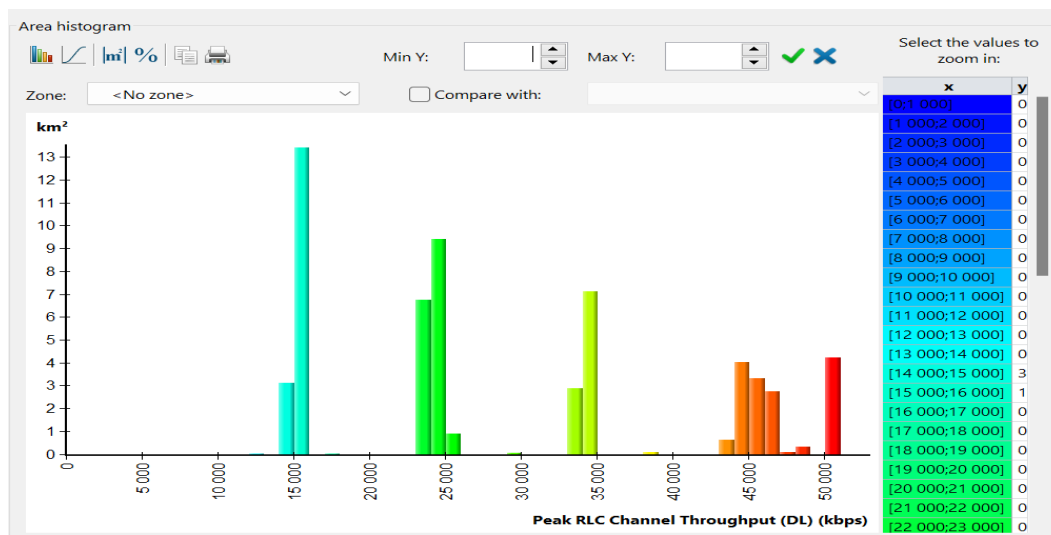 Area histogram
m² %
Min Y:
Max Y:
Select the values to
zoom in:
Zone:
<No zone>
Compare with:
km²
13
12
11
10
9
8
7
6
5
4
3
2
1
0
0
5 000
10 000
15 000
20 000
25 000
30 000
35 000
40 000
45 000
50 000
Peak RLC Channel Throughput (DL) (kbps)
x y
[0;1 000] 0
[1 000;2 000] 0
[2 000;3 000] 0
[3 000;4 000] 0
[4 000;5 000] 0
[5 000;6 000] 0
[6 000;7 000] 0
[7 000;8 000] 0
[8 000;9 000] 0
[9 000;10 000] 0
[10 000;11 000] 0
[11 000;12 000] 0
[12 000;13 000] 0
[13 000;14 000] 0
[14 000;15 000] 3
[15 000;16 000] 1
[16 000;17 000] 0
[17 000;18 000] 0
[18 000;19 000] 0
[19 000;20 000] 0
[20 000;21 000] 0
[21 000;22 000] 0
[22 000;23 000] 0